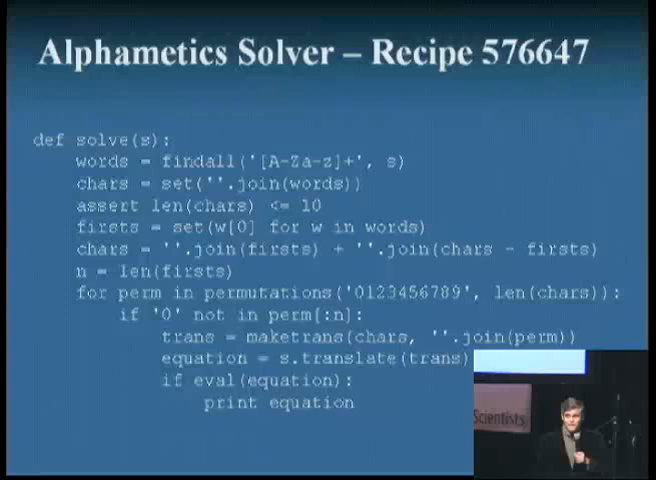 Alphametics Solver – Recipe 576647
def solve(s):
    words = findall('[A-Za-z]+', s)
    chars = set(''.join(words))
    assert len(chars) <= 10
    firsts = set(w[0] for w in words)
    chars = ''.join(firsts) + ''.join(chars - firsts)
    n = len(firsts)
    for perm in permutations('0123456789', len(chars)):
        if '0' not in perm[:n]:
            trans = maketrans(chars, ''.join(perm))
            equation = s.translate(trans)
            if eval(equation):
                print equation
Scientists